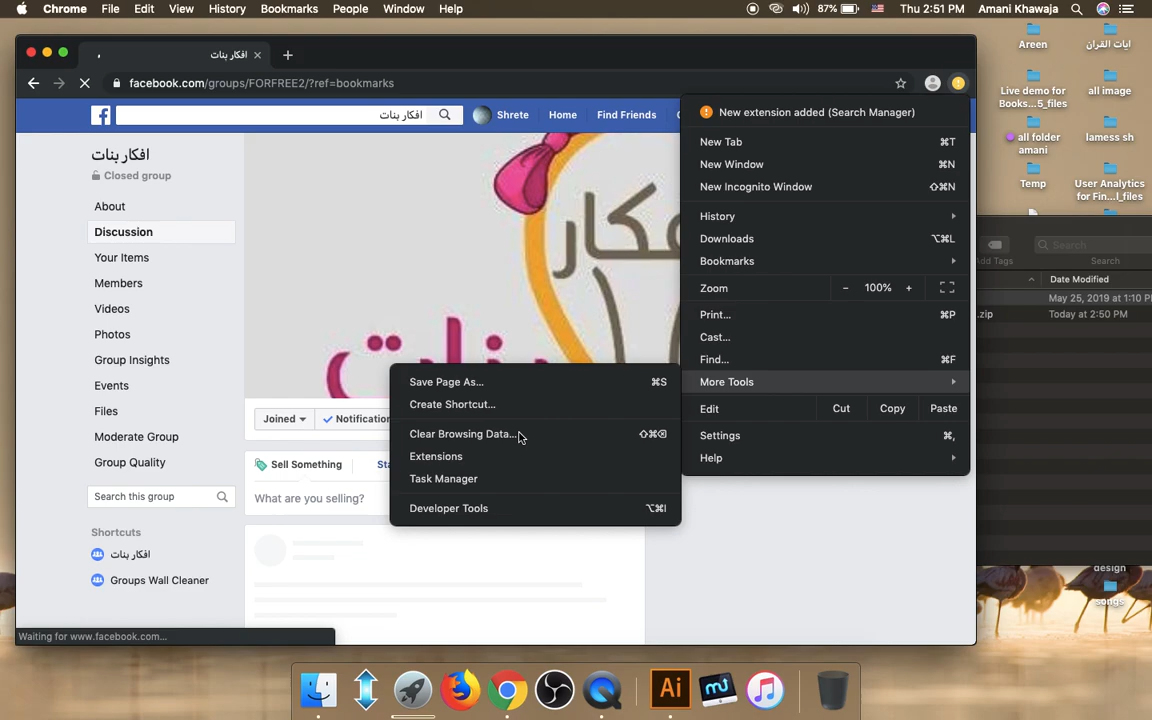 Chrome File Edit View History Bookmarks People Window Help 87% Thu 2:51 PM Amani Khawaja
افكار بنات
facebook.com/groups/FORFREE2/?ref=bookmarks
افكار بنات Shrete Home Find Friends
افكار بنات
Closed group
About
Discussion
Your Items
Members
Videos
Photos
Group Insights
Events
Files
Moderate Group
Group Quality
Search this group
Shortcuts
افكار بنات
Groups Wall Cleaner
Waiting for www.facebook.com...
Joined
Sell Something
What are you selling?
New extension added (Search Manager)
New Tab ⌘T
New Window ⌘N
New Incognito Window ⇧⌘N
History
Downloads ⌥⌘L
Bookmarks
Zoom − 100% +
Print... ⌘P
Cast...
Find... ⌘F
More Tools
Edit Cut Copy Paste
Settings ⌘,
Help
Save Page As... ⌘S
Create Shortcut...
Clear Browsing Data... ⇧⌘⌫
Extensions
Task Manager
Developer Tools ⌥⌘I
Areen
ايات القران
Live demo for
Books...5_files
all image
all folder
amani
lamess sh
Temp
User Analytics
for Fin...l_files
Add Tags
Search
Search
Date Modified
May 25, 2019 at 1:10 P
.zip Today at 2:50 PM
design
songs
Ai